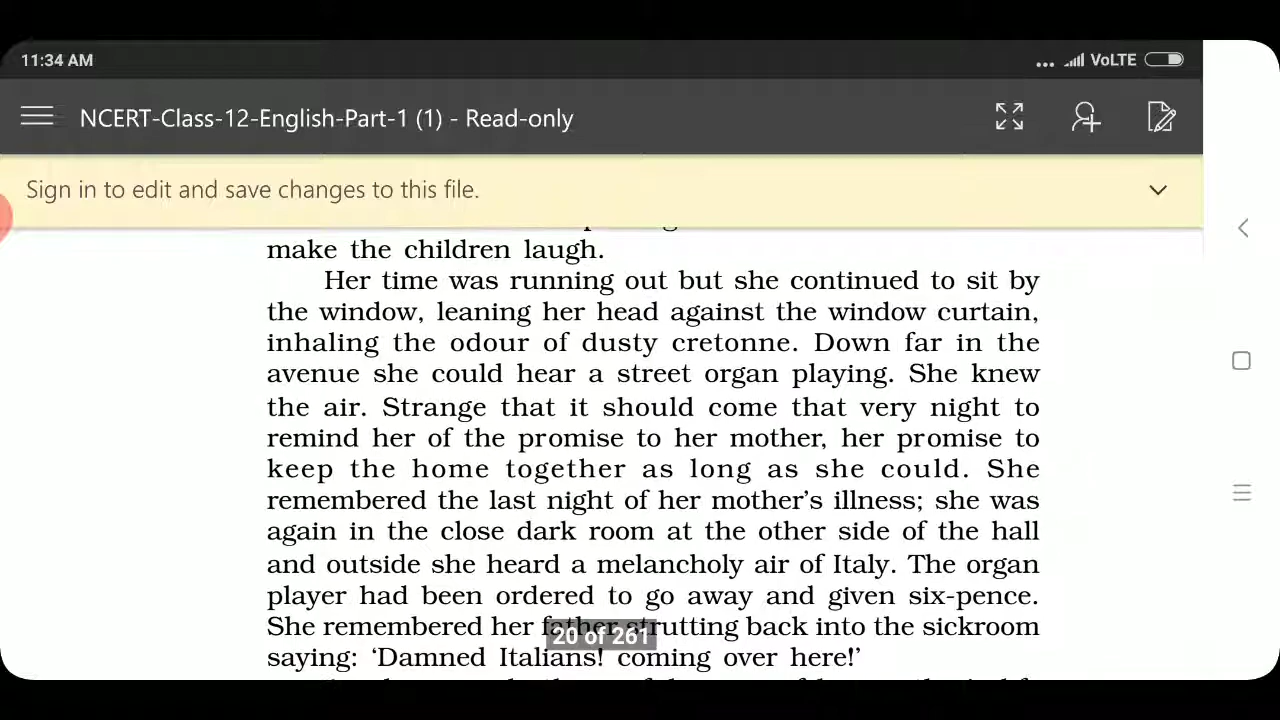 11:34 AM
... VoLTE
NCERT-Class-12-English-Part-1 (1) - Read-only
Sign in to edit and save changes to this file.
make the children laugh.
Her time was running out but she continued to sit by
the window, leaning her head against the window curtain,
inhaling the odour of dusty cretonne. Down far in the
avenue she could hear a street organ playing. She knew
the air. Strange that it should come that very night to
remind her of the promise to her mother, her promise to
keep the home together as long as she could. She
remembered the last night of her mother's illness; she was
again in the close dark room at the other side of the hall
and outside she heard a melancholy air of Italy. The organ
player had been ordered to go away and given six-pence.
She remembered her father strutting back into the sickroom
20 of 261
saying: ‘Damned Italians! coming over here!’